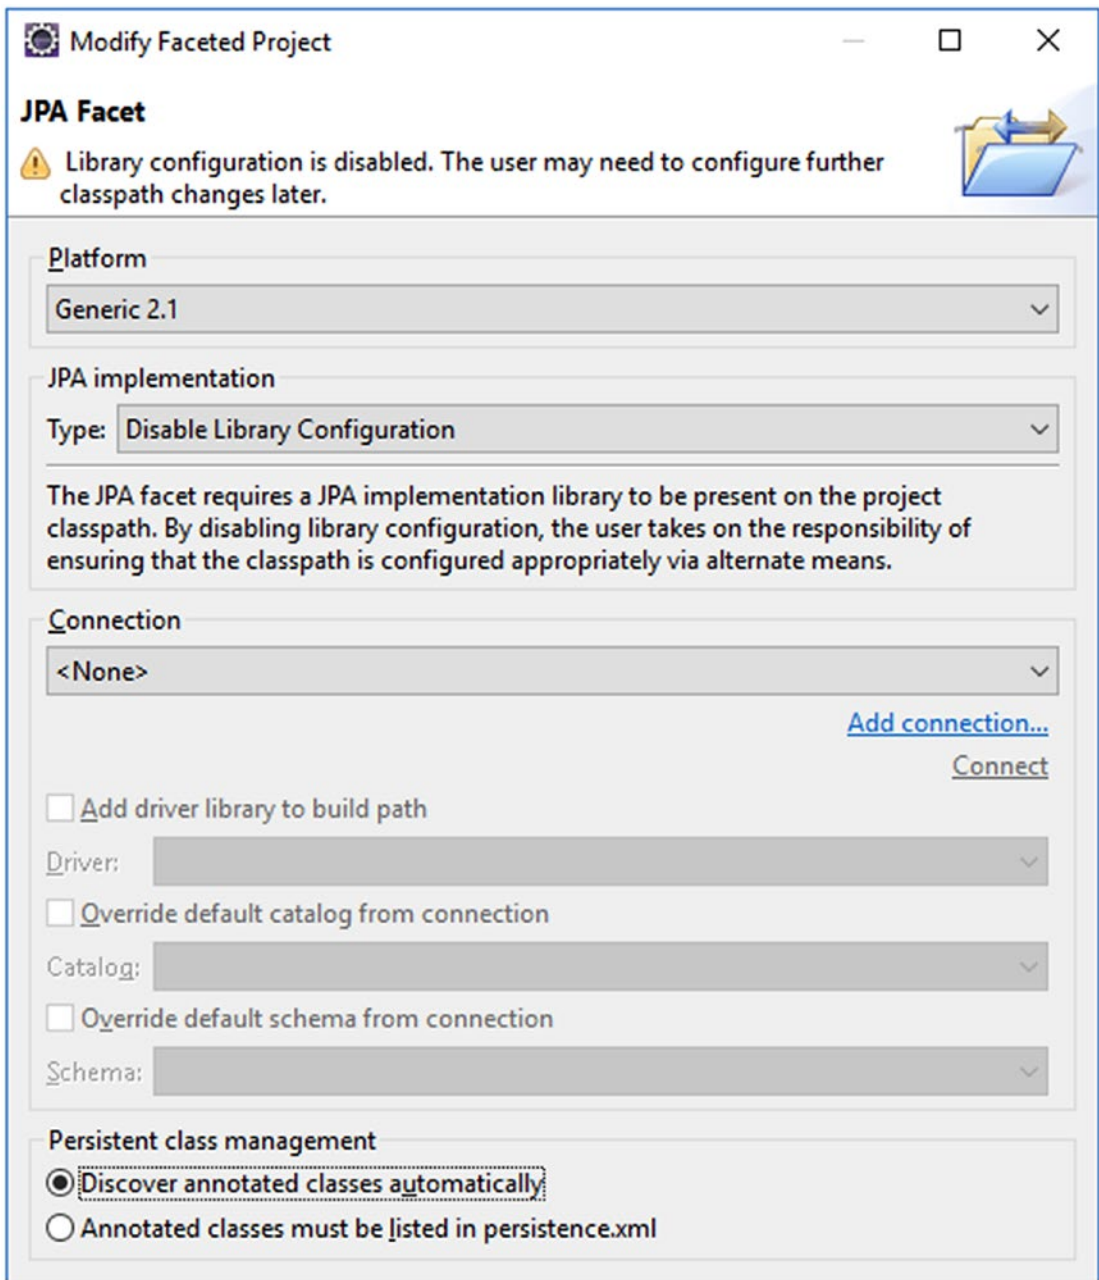 Modify Faceted Project
JPA Facet
Library configuration is disabled. The user may need to configure further
classpath changes later.
Platform
Generic 2.1
JPA implementation
Type: Disable Library Configuration
The JPA facet requires a JPA implementation library to be present on the project
classpath. By disabling library configuration, the user takes on the responsibility of
ensuring that the classpath is configured appropriately via alternate means.
Connection
<None>
Add connection...
Connect
Add driver library to build path
Driver:
Override default catalog from connection
Catalog:
Override default schema from connection
Schema:
Persistent class management
Discover annotated classes automatically
Annotated classes must be listed in persistence.xml